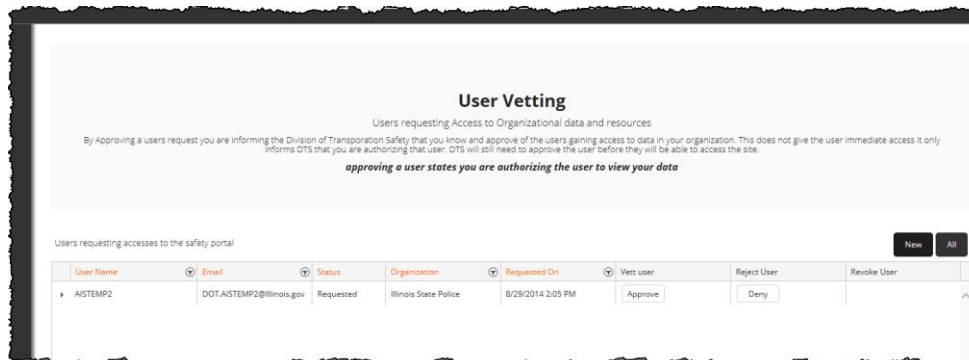 User Vetting
Users requesting Access to Organizational data and resources
By Approving a users request you are informing the Division of Transporation Safety that you know and approve of the users gaining access to data in your organization. This does not give the user immediate access it only
informs DTS that you are authorizing that user. DTS will still need to approve the user before they will be able to access the site.
approving a user states you are authorizing the user to view your data
Users requesting accesses to the safety portal
New All
User Name Email Status Organization Requested On Vett user Reject User Revoke User
AISTEMP2 DOT.AISTEMP2@Illinois.gov Requested Illinois State Police 8/29/2014 2:05 PM Approve Deny